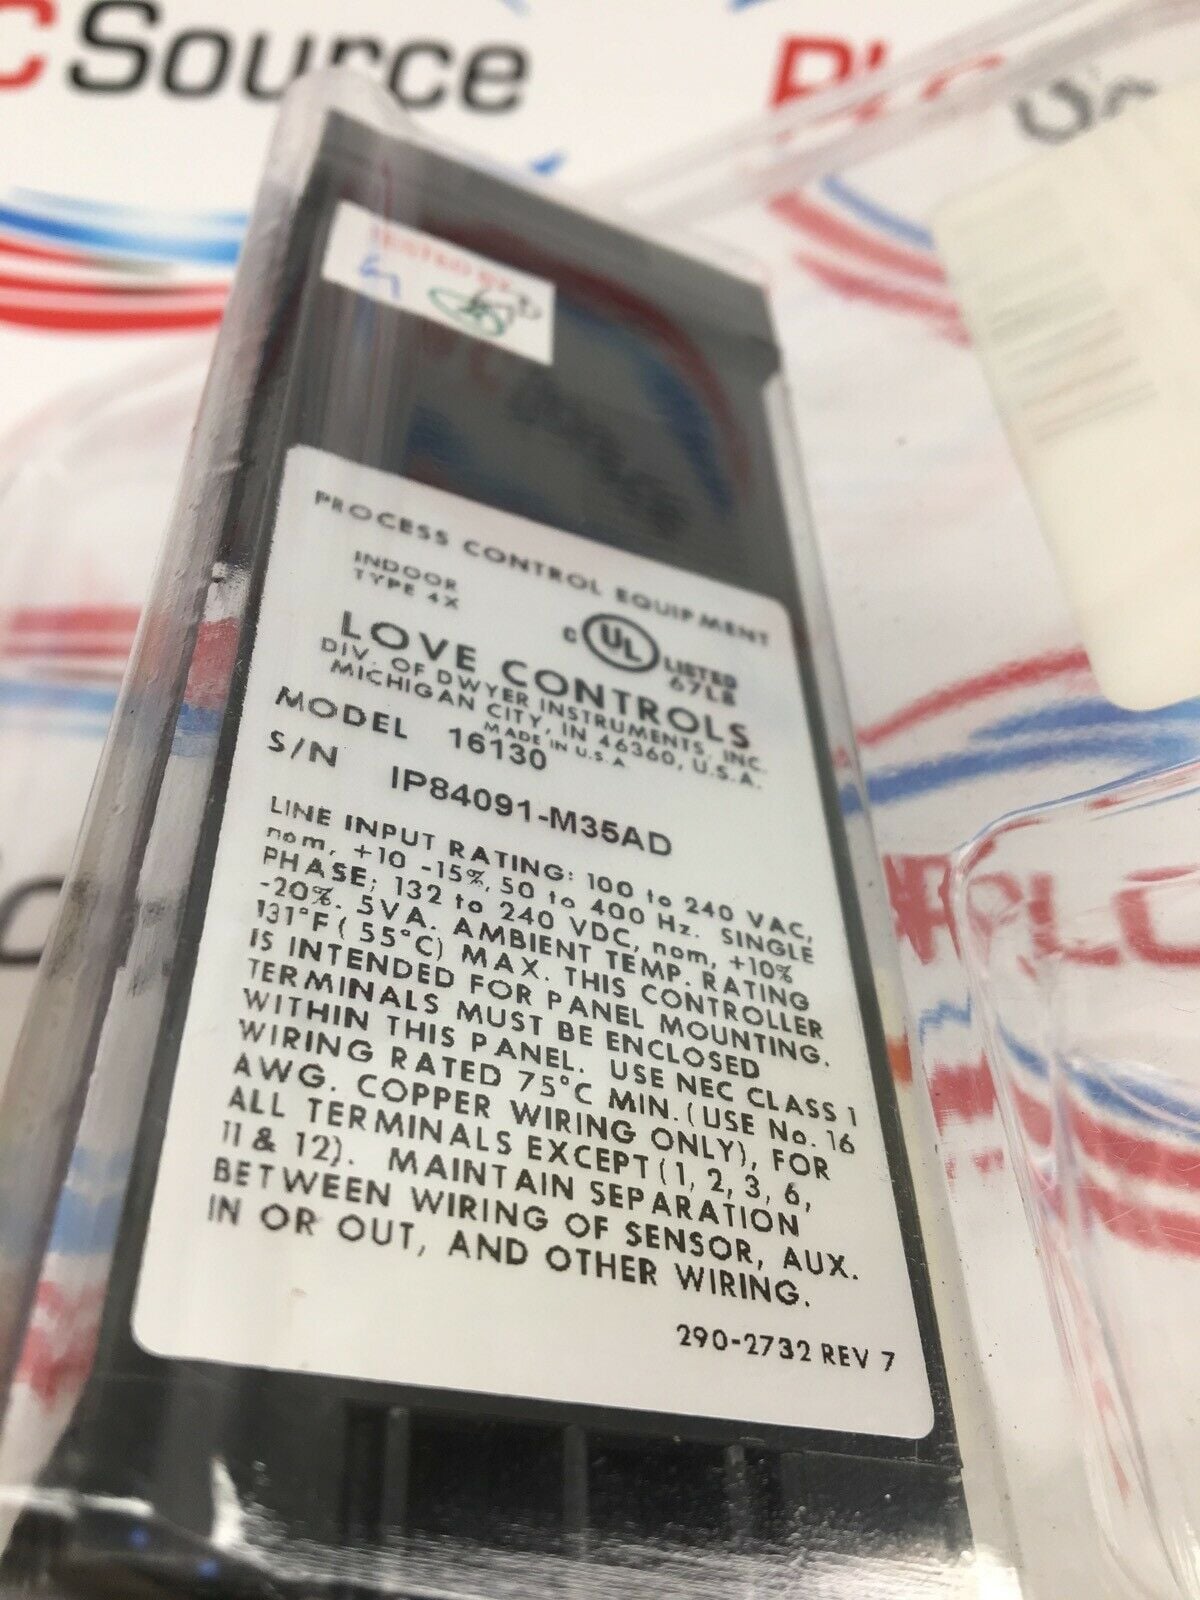 CSource
PLC
PROCESS CONTROL EQUIPMENT
INDOOR
TYPE 4X
C UL LISTED
67L8
LOVE CONTROLS
DIV. OF DWYER INSTRUMENTS, INC.
MICHIGAN CITY, IN 46360, U.S.A.
MADE IN U.S.A
MODEL 16130
S/N IP84091-M35AD
LINE INPUT RATING: 100 to 240 VAC,
nom, +10 -15%, 50 to 400 Hz. SINGLE
PHASE; 132 to 240 VDC, nom, +10%
-20%. 5VA. AMBIENT TEMP. RATING
131°F (55°C) MAX. THIS CONTROLLER
IS INTENDED FOR PANEL MOUNTING.
TERMINALS MUST BE ENCLOSED
WITHIN THIS PANEL. USE NEC CLASS 1
WIRING RATED 75°C MIN. (USE No. 16
AWG. COPPER WIRING ONLY), FOR
ALL TERMINALS EXCEPT (1, 2, 3, 6,
11 & 12). MAINTAIN SEPARATION
BETWEEN WIRING OF SENSOR, AUX.
IN OR OUT, AND OTHER WIRING.
290-2732 REV 7
PLC